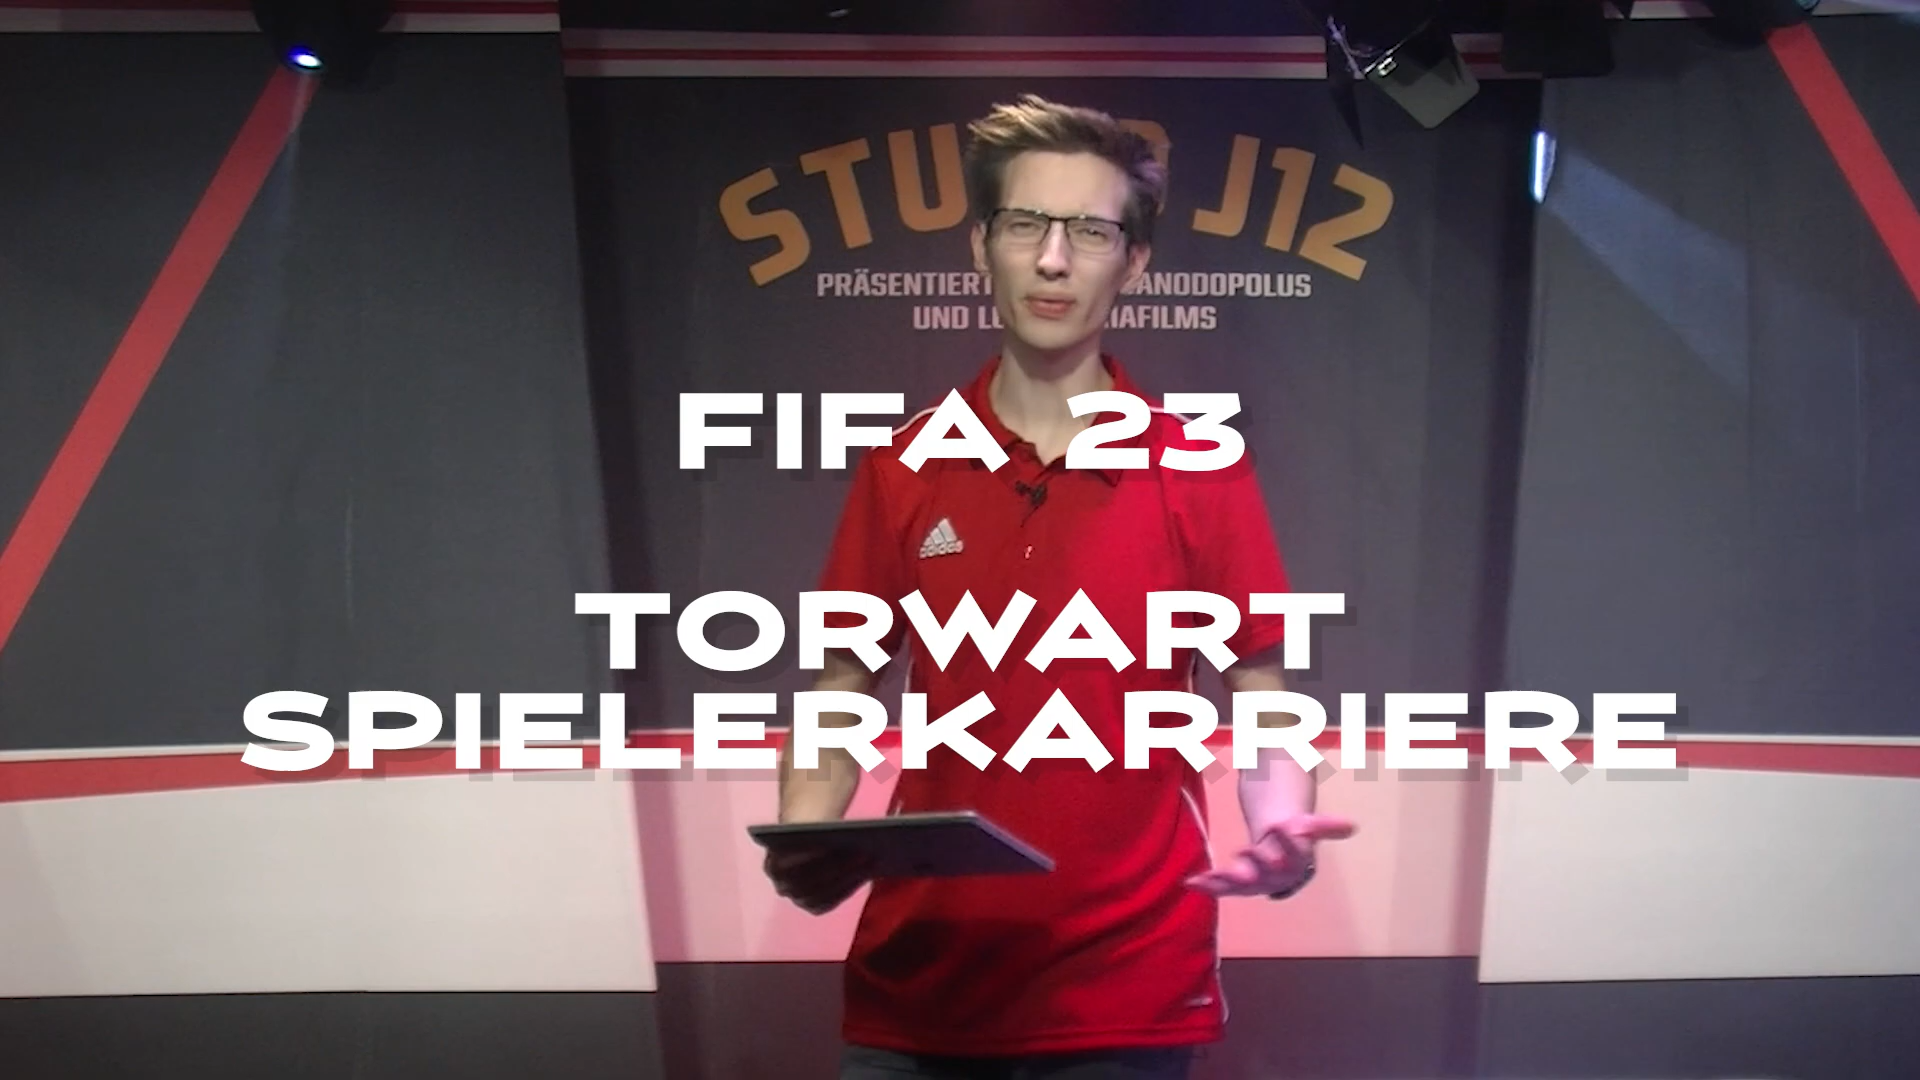 J12
PRÄSENTIERT
UND
FIFA 23
adidas
TORWART
SPIELERKARRIERE